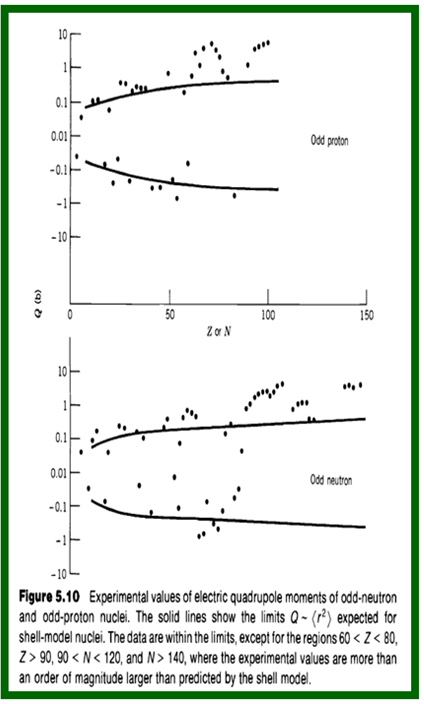 10
1
0.1
0.01
-0.1
-1
-10
Odd proton
Q (b)
0 50 100 150
Z or N
10
1
0.1
0.01
-0.1
-1
-10
Odd neutron
Figure 5.10 Experimental values of electric quadrupole moments of odd-neutron
and odd-proton nuclei. The solid lines show the limits Q ~ ⟨r²⟩ expected for
shell-model nuclei. The data are within the limits, except for the regions 60 < Z < 80,
Z > 90, 90 < N < 120, and N > 140, where the experimental values are more than
an order of magnitude larger than predicted by the shell model.